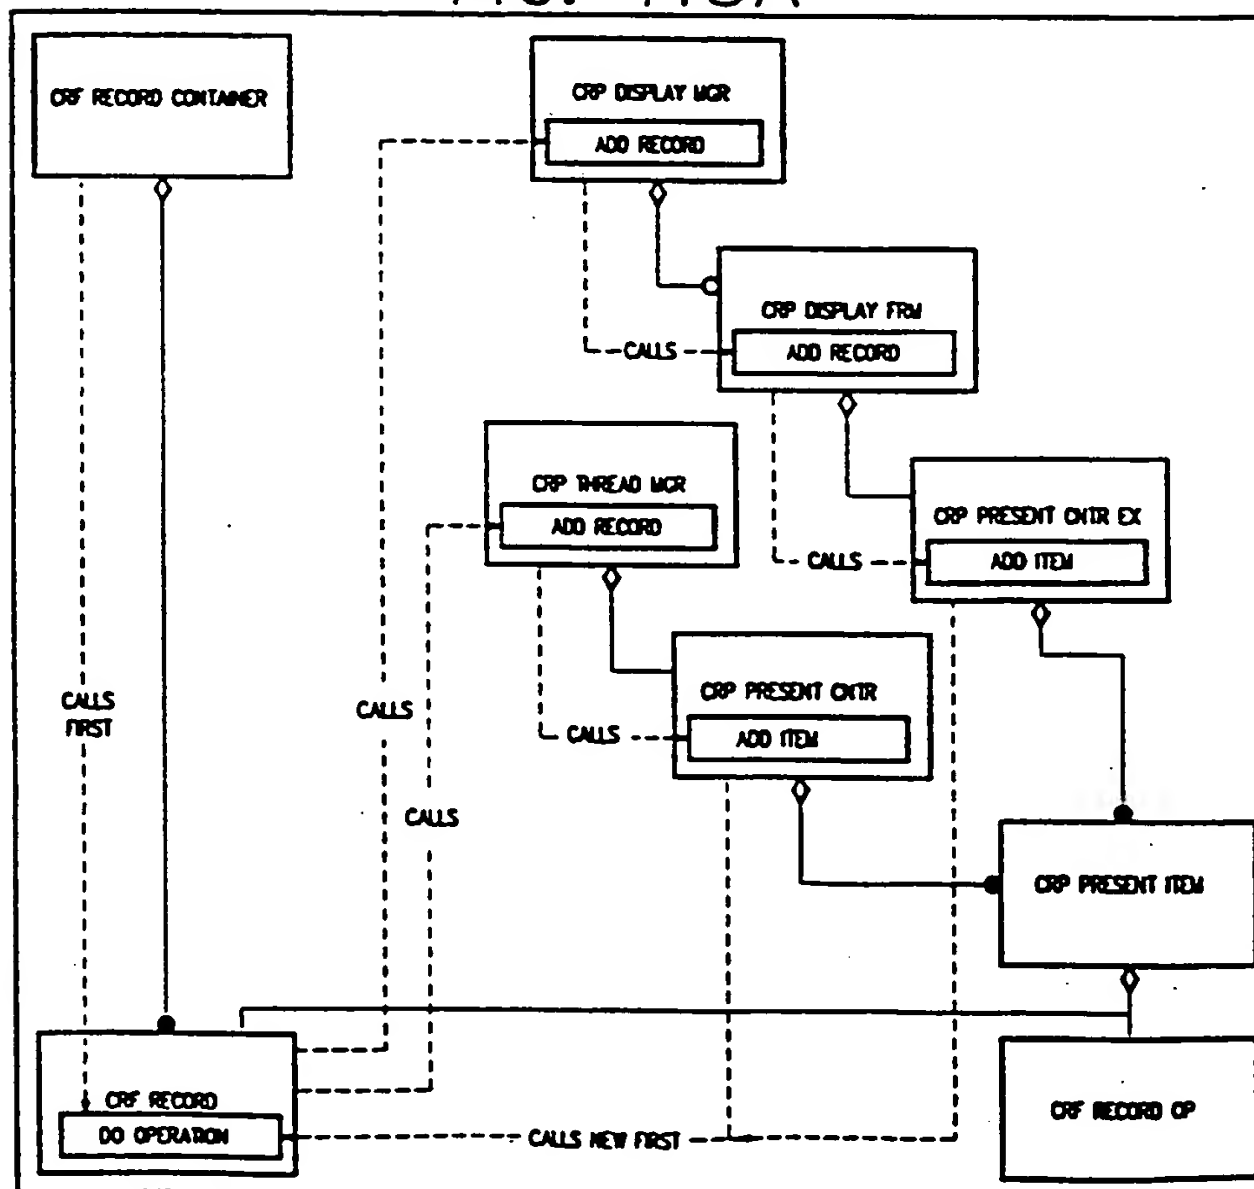 CRF RECORD CONTAINER
CRP DISPLAY MGR
ADD RECORD
CRP DISPLAY FRM
CALLS
ADD RECORD
CRP THREAD MGR
ADD RECORD
CRP PRESENT CNTR EX
CALLS
ADD ITEM
CRP PRESENT CNTR
CALLS
FIRST
CALLS
CALLS
ADD ITEM
CALLS
CRP PRESENT ITEM
CRF RECORD
DO OPERATION
CALLS NEW FIRST
CRF RECORD OP